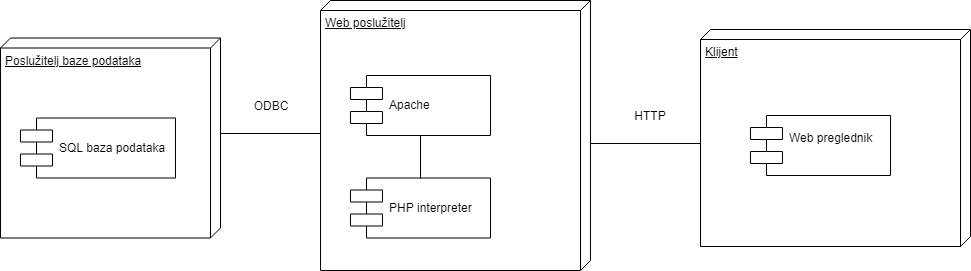 Poslužitelj baze podataka
SQL baza podataka
ODBC
Web poslužitelj
Apache
PHP interpreter
HTTP
Klijent
Web preglednik